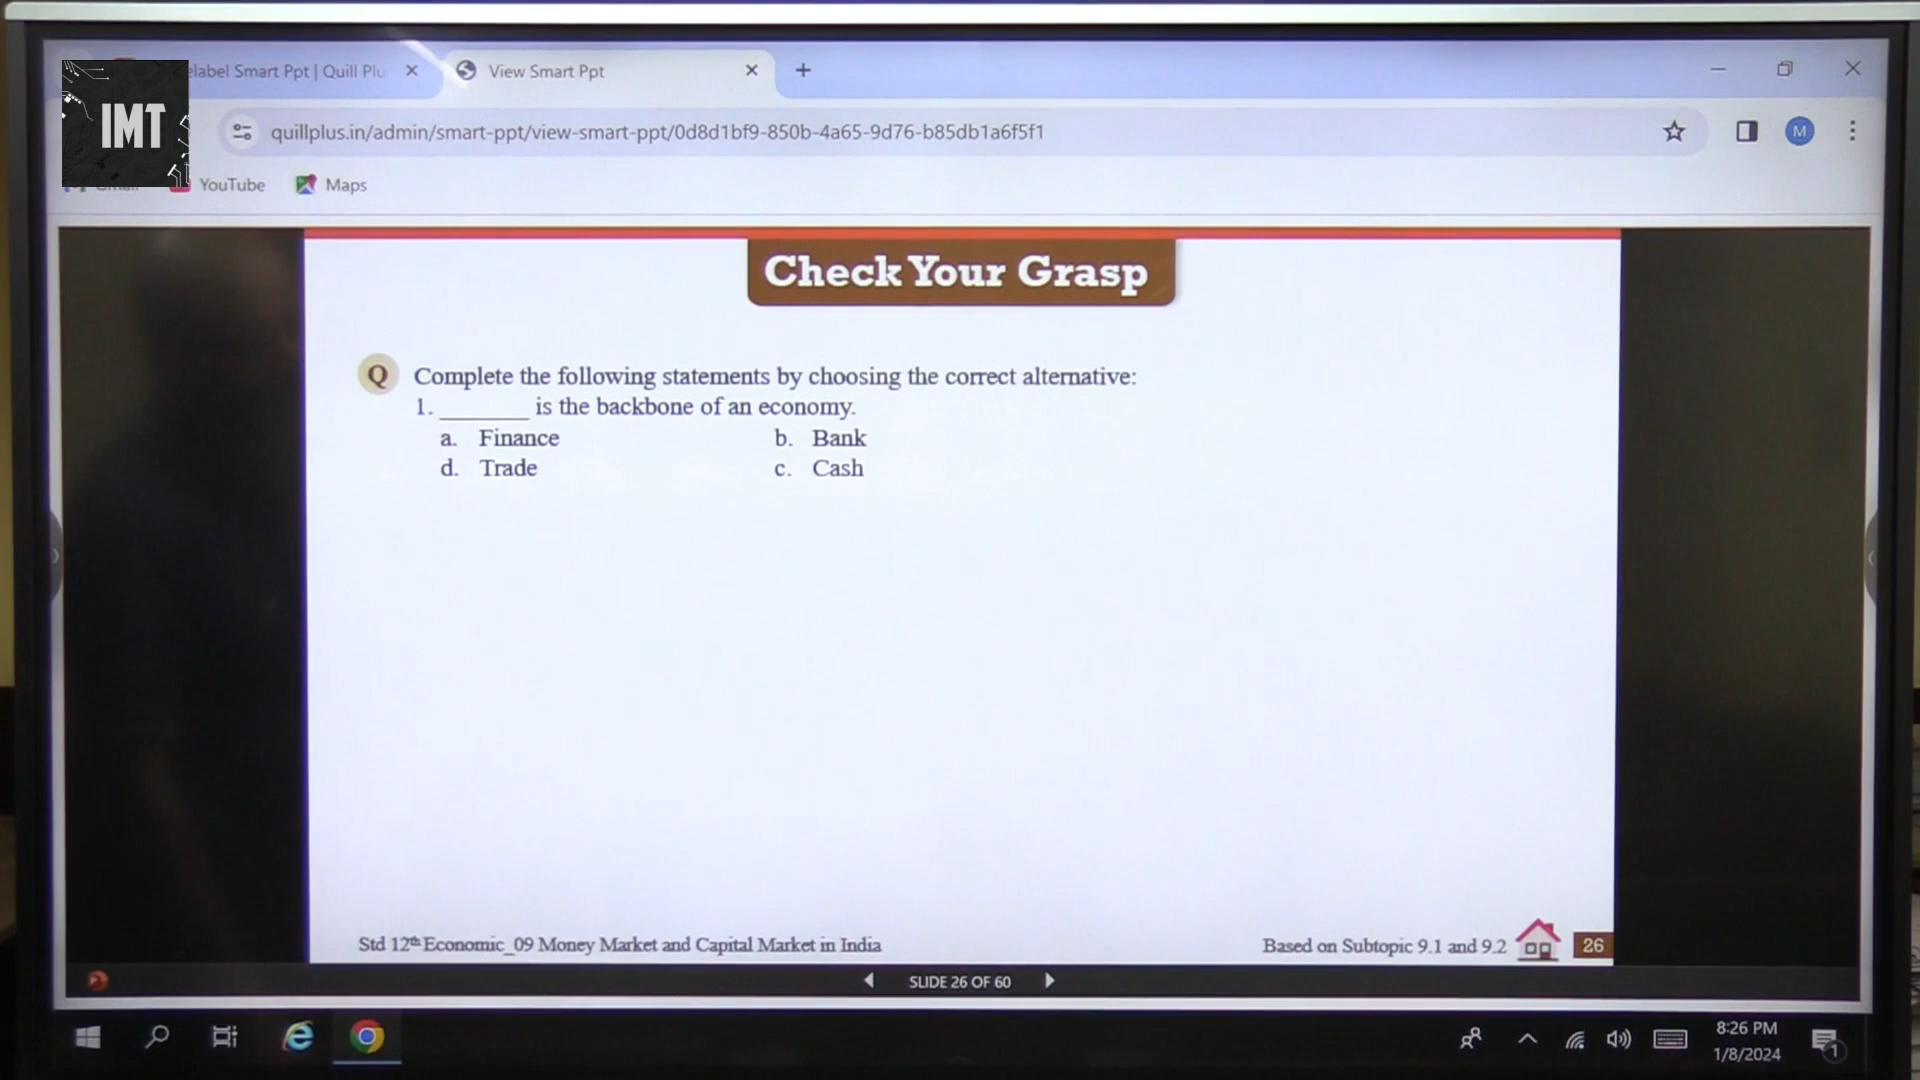 elabel Smart Ppt | Quill Plu
View Smart Ppt
IMT
quillplus.in/admin/smart-ppt/view-smart-ppt/0d8d1bf9-850b-4a65-9d76-b85db1a6f5f1
M
YouTube
Maps
Check Your Grasp
Q Complete the following statements by choosing the correct alternative:
1. ________ is the backbone of an economy.
a. Finance b. Bank
d. Trade c. Cash
Std 12th Economic_09 Money Market and Capital Market in India
Based on Subtopic 9.1 and 9.2
26
SLIDE 26 OF 60
8:26 PM
1/8/2024
1